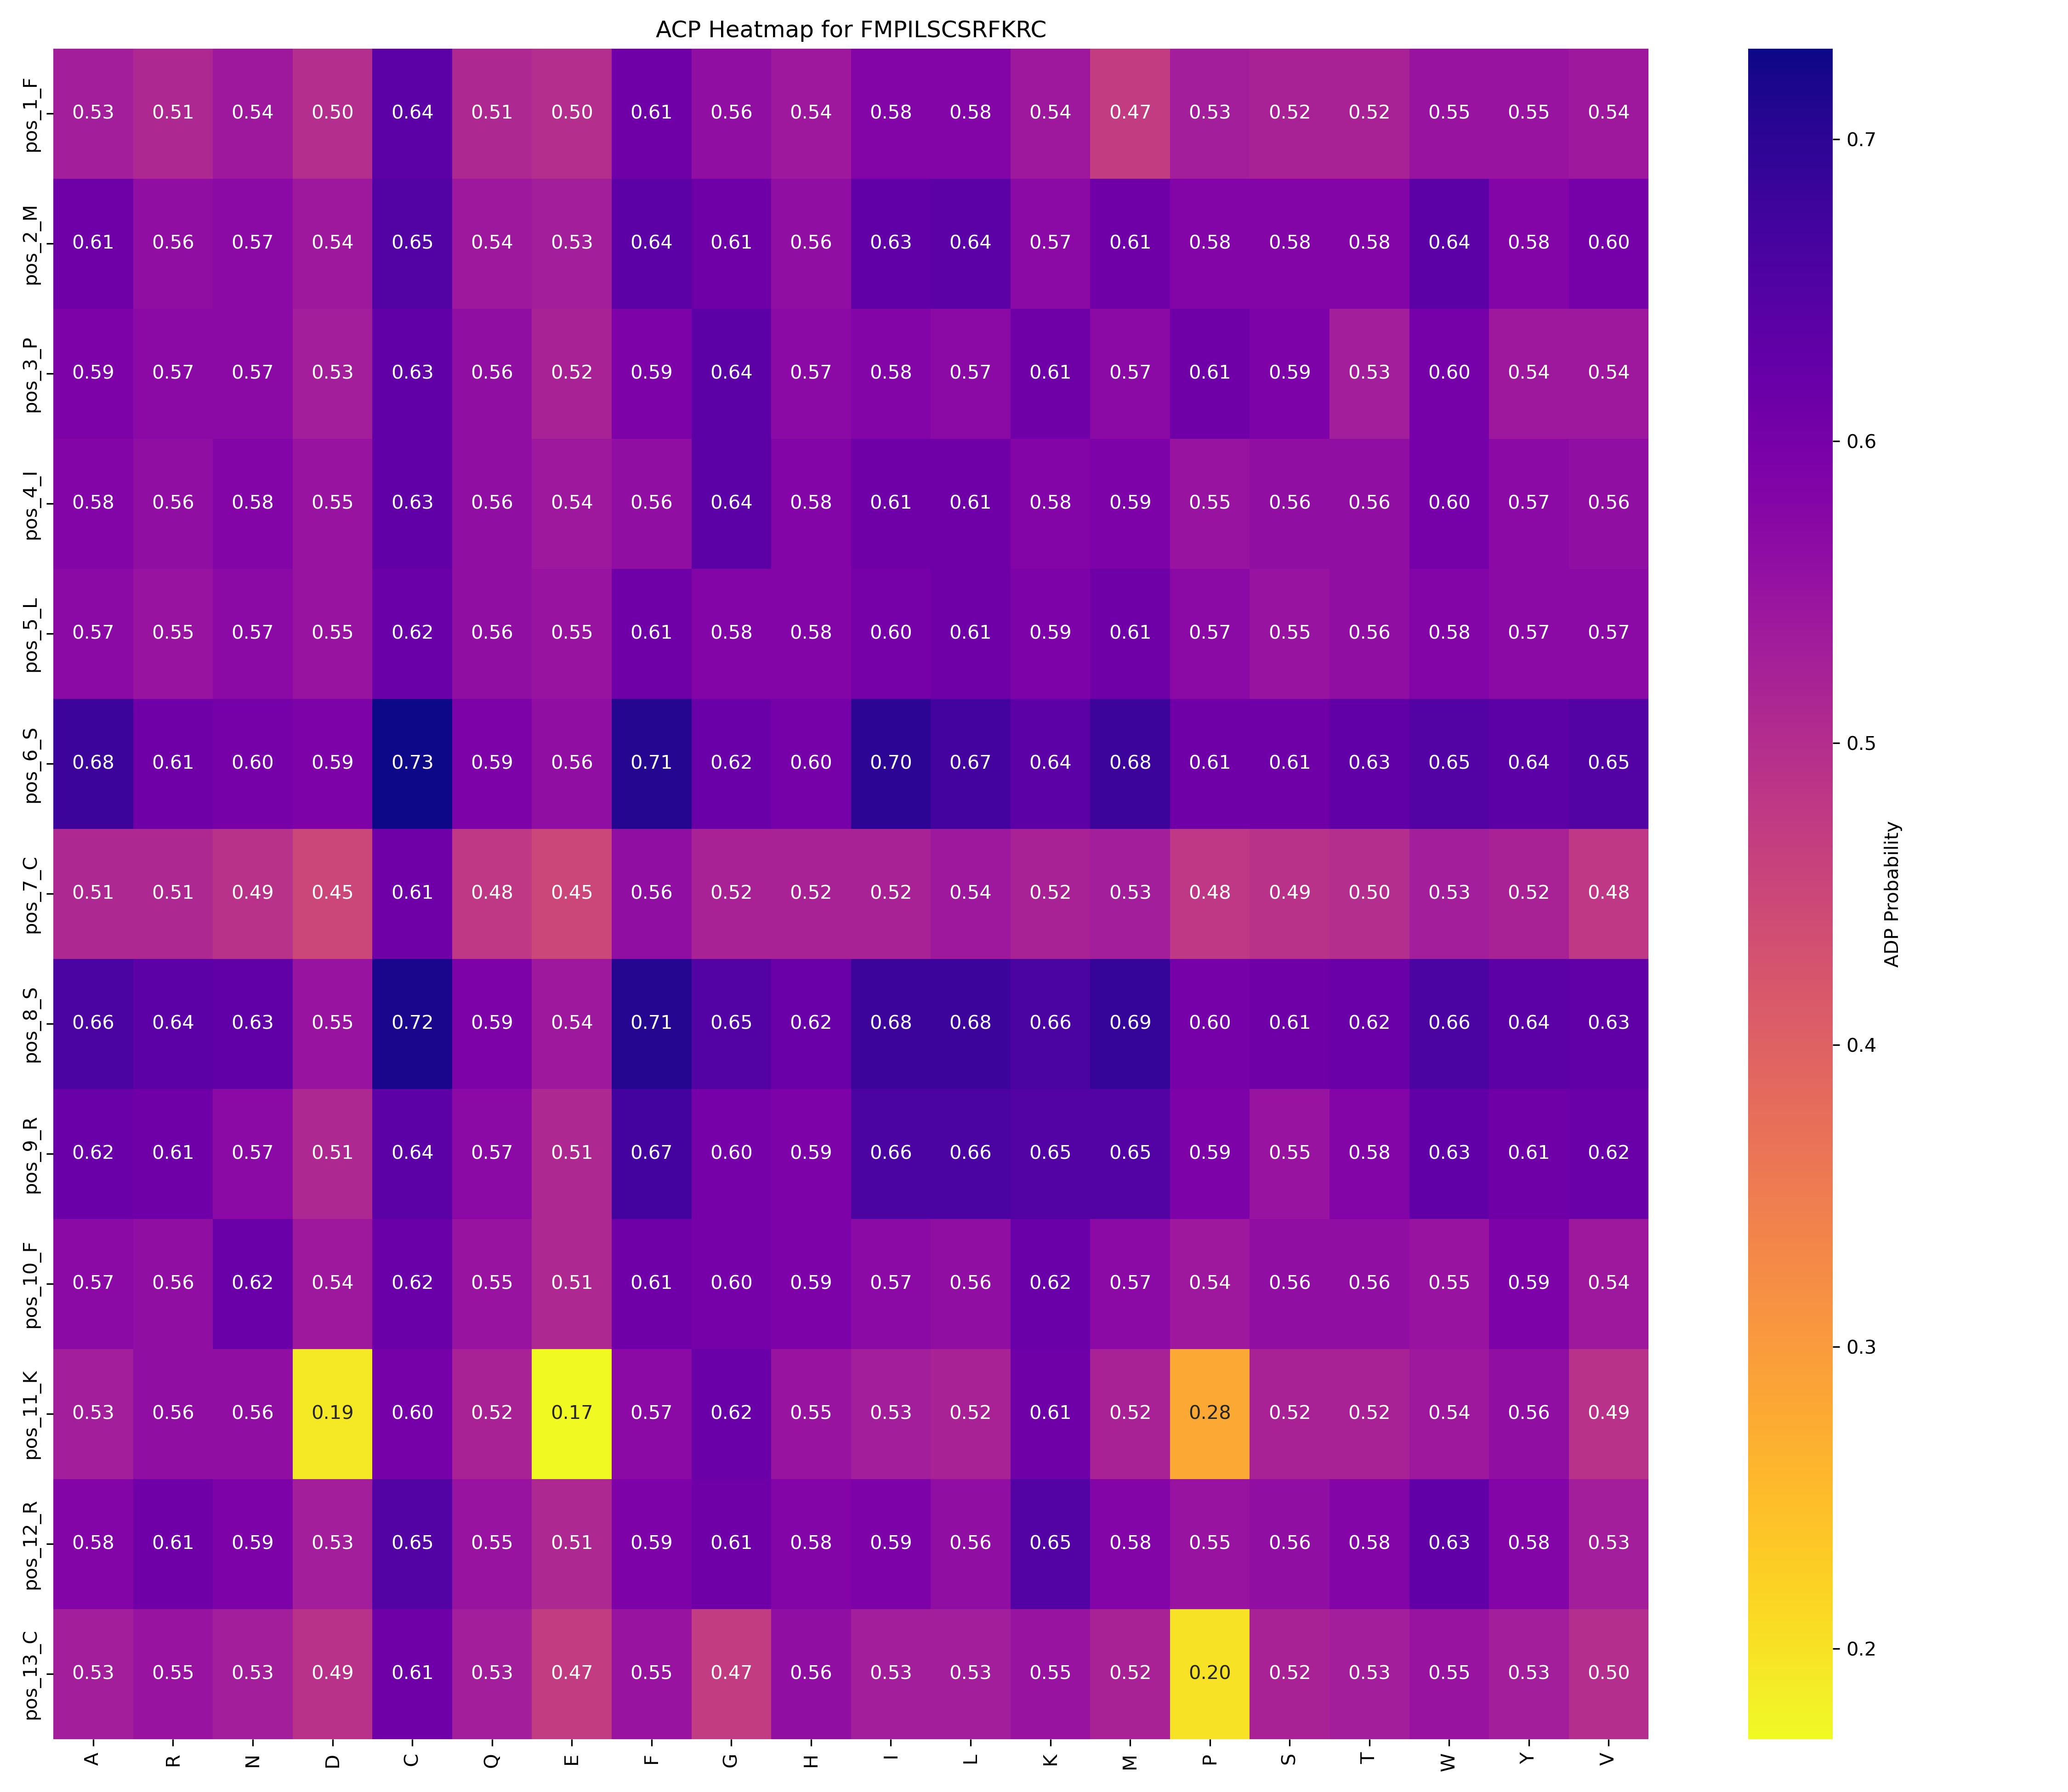 ACP Heatmap for FMPILSCSRFKRC
pos_1_F 0.53 0.51 0.54 0.50 0.64 0.51 0.50 0.61 0.56 0.54 0.58 0.58 0.54 0.47 0.53 0.52 0.52 0.55 0.55 0.54
pos_2_M 0.61 0.56 0.57 0.54 0.65 0.54 0.53 0.64 0.61 0.56 0.63 0.64 0.57 0.61 0.58 0.58 0.58 0.64 0.58 0.60
pos_3_P 0.59 0.57 0.57 0.53 0.63 0.56 0.52 0.59 0.64 0.57 0.58 0.57 0.61 0.57 0.61 0.59 0.53 0.60 0.54 0.54
pos_4_I 0.58 0.56 0.58 0.55 0.63 0.56 0.54 0.56 0.64 0.58 0.61 0.61 0.58 0.59 0.55 0.56 0.56 0.60 0.57 0.56
pos_5_L 0.57 0.55 0.57 0.55 0.62 0.56 0.55 0.61 0.58 0.58 0.60 0.61 0.59 0.61 0.57 0.55 0.56 0.58 0.57 0.57
pos_6_S 0.68 0.61 0.60 0.59 0.73 0.59 0.56 0.71 0.62 0.60 0.70 0.67 0.64 0.68 0.61 0.61 0.63 0.65 0.64 0.65
pos_7_C 0.51 0.51 0.49 0.45 0.61 0.48 0.45 0.56 0.52 0.52 0.52 0.54 0.52 0.53 0.48 0.49 0.50 0.53 0.52 0.48
pos_8_S 0.66 0.64 0.63 0.55 0.72 0.59 0.54 0.71 0.65 0.62 0.68 0.68 0.66 0.69 0.60 0.61 0.62 0.66 0.64 0.63
pos_9_R 0.62 0.61 0.57 0.51 0.64 0.57 0.51 0.67 0.60 0.59 0.66 0.66 0.65 0.65 0.59 0.55 0.58 0.63 0.61 0.62
pos_10_F 0.57 0.56 0.62 0.54 0.62 0.55 0.51 0.61 0.60 0.59 0.57 0.56 0.62 0.57 0.54 0.56 0.56 0.55 0.59 0.54
pos_11_K 0.53 0.56 0.56 0.19 0.60 0.52 0.17 0.57 0.62 0.55 0.53 0.52 0.61 0.52 0.28 0.52 0.52 0.54 0.56 0.49
pos_12_R 0.58 0.61 0.59 0.53 0.65 0.55 0.51 0.59 0.61 0.58 0.59 0.56 0.65 0.58 0.55 0.56 0.58 0.63 0.58 0.53
pos_13_C 0.53 0.55 0.53 0.49 0.61 0.53 0.47 0.55 0.47 0.56 0.53 0.53 0.55 0.52 0.20 0.52 0.53 0.55 0.53 0.50
A R N D C Q E F G H I L K M P S T W Y V
0.7
0.6
0.5
0.4
0.3
0.2
ADP Probability